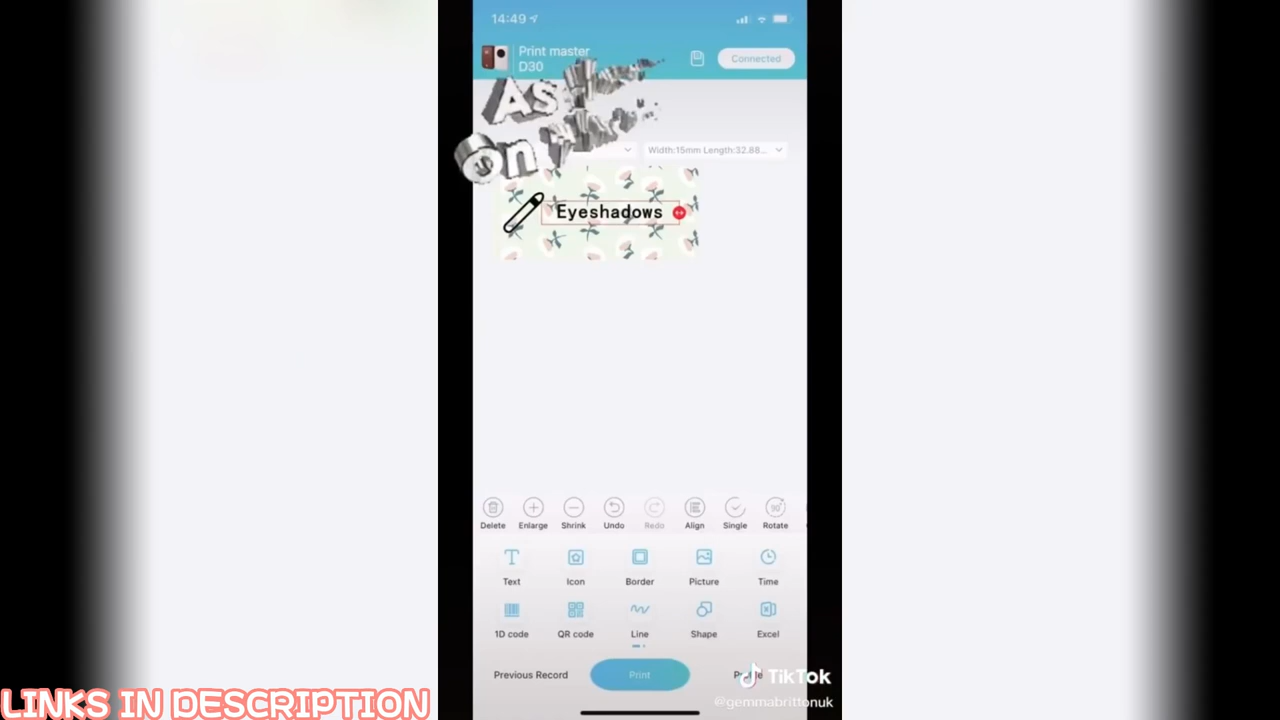 14:49
Print master
D30
Connected
As
On
Width:15mm Length:32.88...
Eyeshadows
Delete
Enlarge
Shrink
Undo
Redo
Align
Single
Rotate
Text
Icon
Border
Picture
Time
1D code
QR code
Line
Shape
Excel
Previous Record
Print
TikTok
@gemmabrittonuk
LINKS IN DESCRIPTION